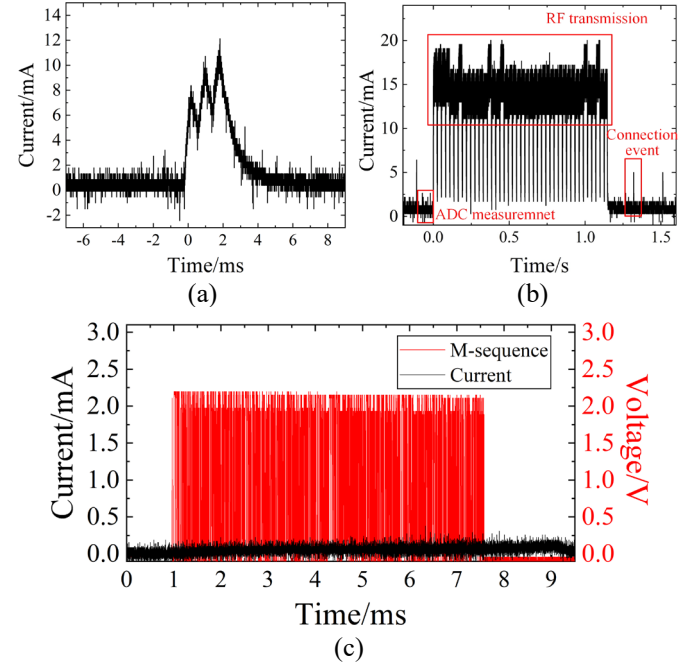 14
12
10
8
6
4
2
0
-2
Current/mA
-6 -4 -2 0 2 4 6 8
Time/ms
(a)
25
20
15
10
5
0
Current/mA
RF transmission
Connection
event
ADC measuremnet
0.0 0.5 1.0 1.5
Time/s
(b)
3.0
2.5
2.0
1.5
1.0
0.5
0.0
Current/mA
M-sequence
Current
3.0
2.5
2.0
1.5
1.0
0.5
0.0
Voltage/V
0 1 2 3 4 5 6 7 8 9
Time/ms
(c)